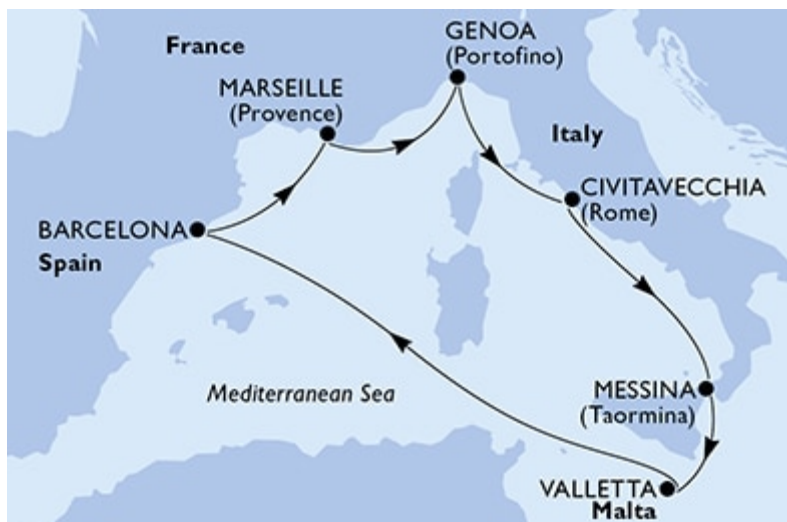 GENOA
(Portofino)
France
MARSEILLE
(Provence)
Italy
CIVITAVECCHIA
(Rome)
BARCELONA
Spain
Mediterranean Sea
MESSINA
(Taormina)
VALLETTA
Malta